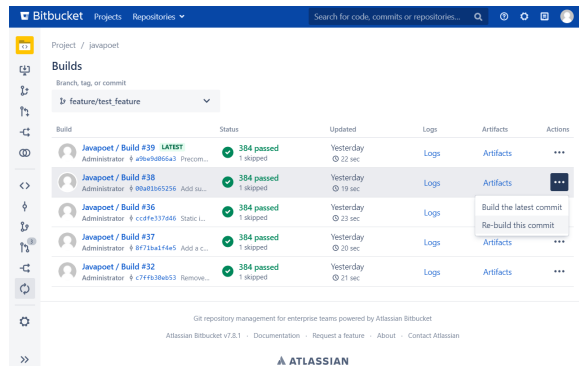 Bitbucket Projects Repositories Search for code, commits or repositories...
Project / javapoet
Builds
Branch, tag, or commit
feature/test_feature
Build Status Updated Logs Artifacts Actions
Javapoet / Build #39 LATEST 384 passed Yesterday Logs Artifacts
Administrator a9be9d066a3 Precom... 1 skipped 22 sec
Javapoet / Build #38 384 passed Yesterday Logs Artifacts
Administrator 00a01b65256 Add su... 1 skipped 19 sec
Build the latest commit
Javapoet / Build #36 384 passed Yesterday Logs
Administrator ccdfe337d46 Static i... 1 skipped 23 sec
Re-build this commit
Javapoet / Build #37 384 passed Yesterday Logs Artifacts
Administrator 8f71ba1f4e5 Add a c... 1 skipped 20 sec
Javapoet / Build #32 384 passed Yesterday Logs Artifacts
Administrator c7ffb30eb53 Remove... 1 skipped 21 sec
Git repository management for enterprise teams powered by Atlassian Bitbucket
Atlassian Bitbucket v7.8.1 · Documentation · Request a feature · About · Contact Atlassian
ATLASSIAN